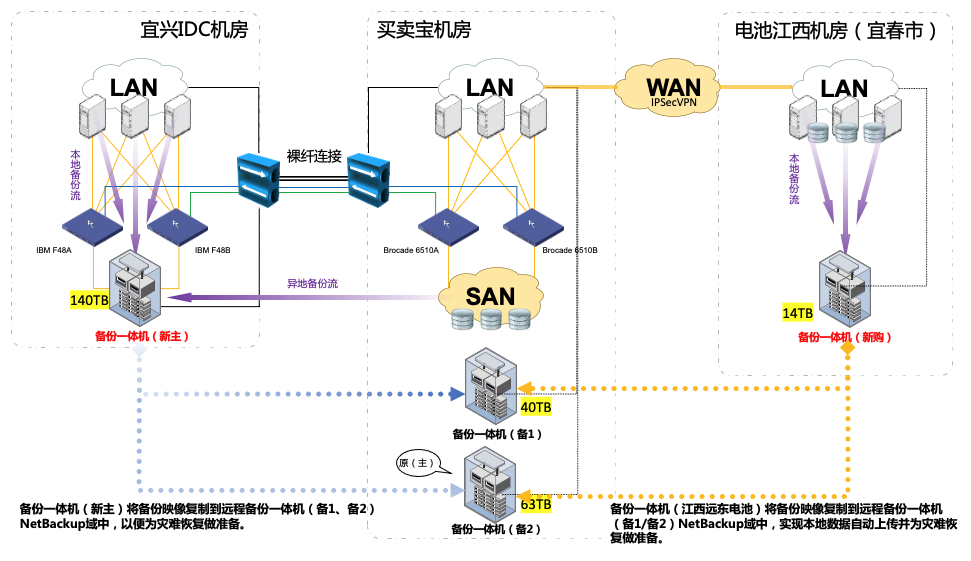 宜兴IDC机房
买卖宝机房
电池江西机房（宜春市）
LAN
LAN
WAN
IPSecVPN
LAN
本地备份流
裸纤连接
本地备份流
IBM F48A
IBM F48B
Brocade 6510A
Brocade 6510B
异地备份流
SAN
140TB
14TB
备份一体机（新主）
备份一体机（新购）
40TB
备份一体机（备1）
原（主）
63TB
备份一体机（备2）
备份一体机（新主）将备份映像复制到远程备份一体机（备1、备2）
NetBackup域中，以便为灾难恢复做准备。
备份一体机（江西远东电池）将备份映像复制到远程备份一体机
（备1/备2）NetBackup域中，实现本地数据自动上传并为灾难恢
复做准备。